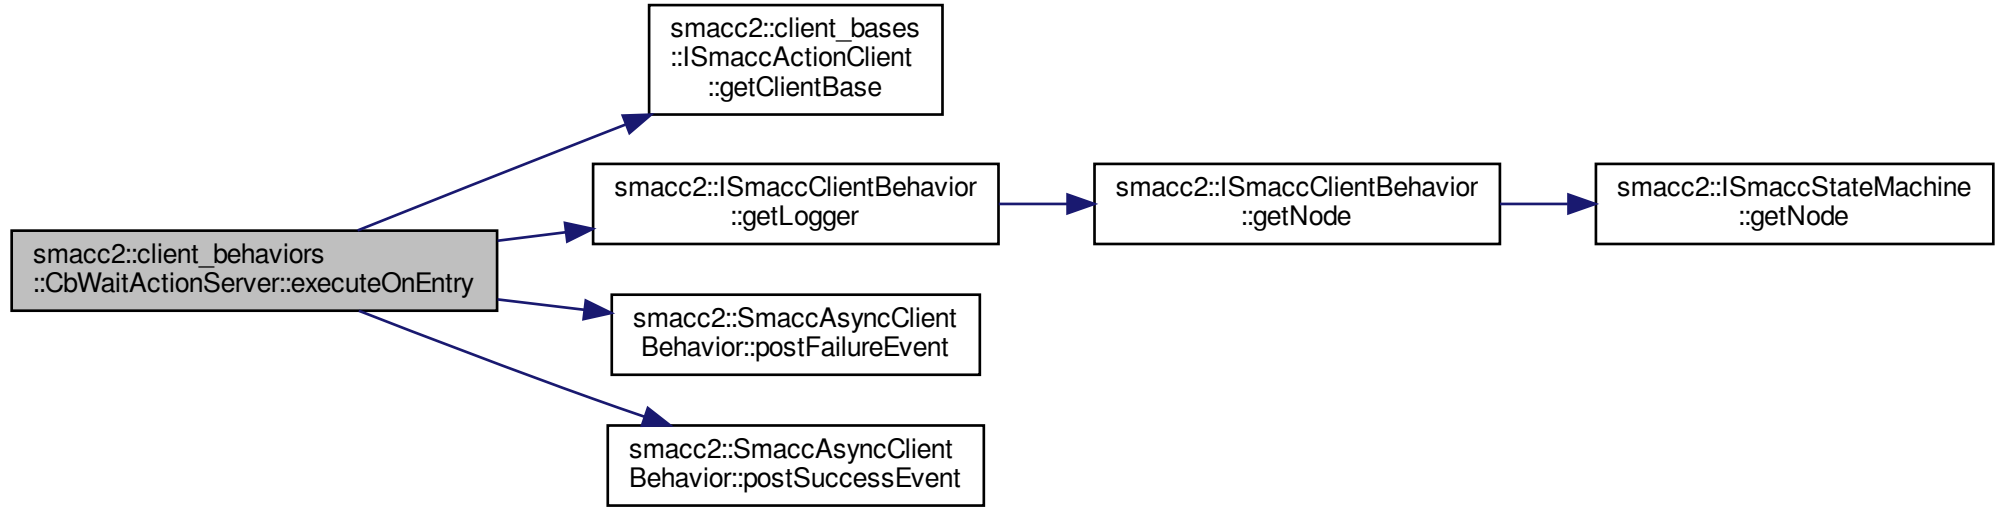 smacc2::client_bases
::ISmaccActionClient
::getClientBase
smacc2::ISmaccClientBehavior
::getLogger
smacc2::ISmaccClientBehavior
::getNode
smacc2::ISmaccStateMachine
::getNode
smacc2::client_behaviors
::CbWaitActionServer::executeOnEntry
smacc2::SmaccAsyncClient
Behavior::postFailureEvent
smacc2::SmaccAsyncClient
Behavior::postSuccessEvent